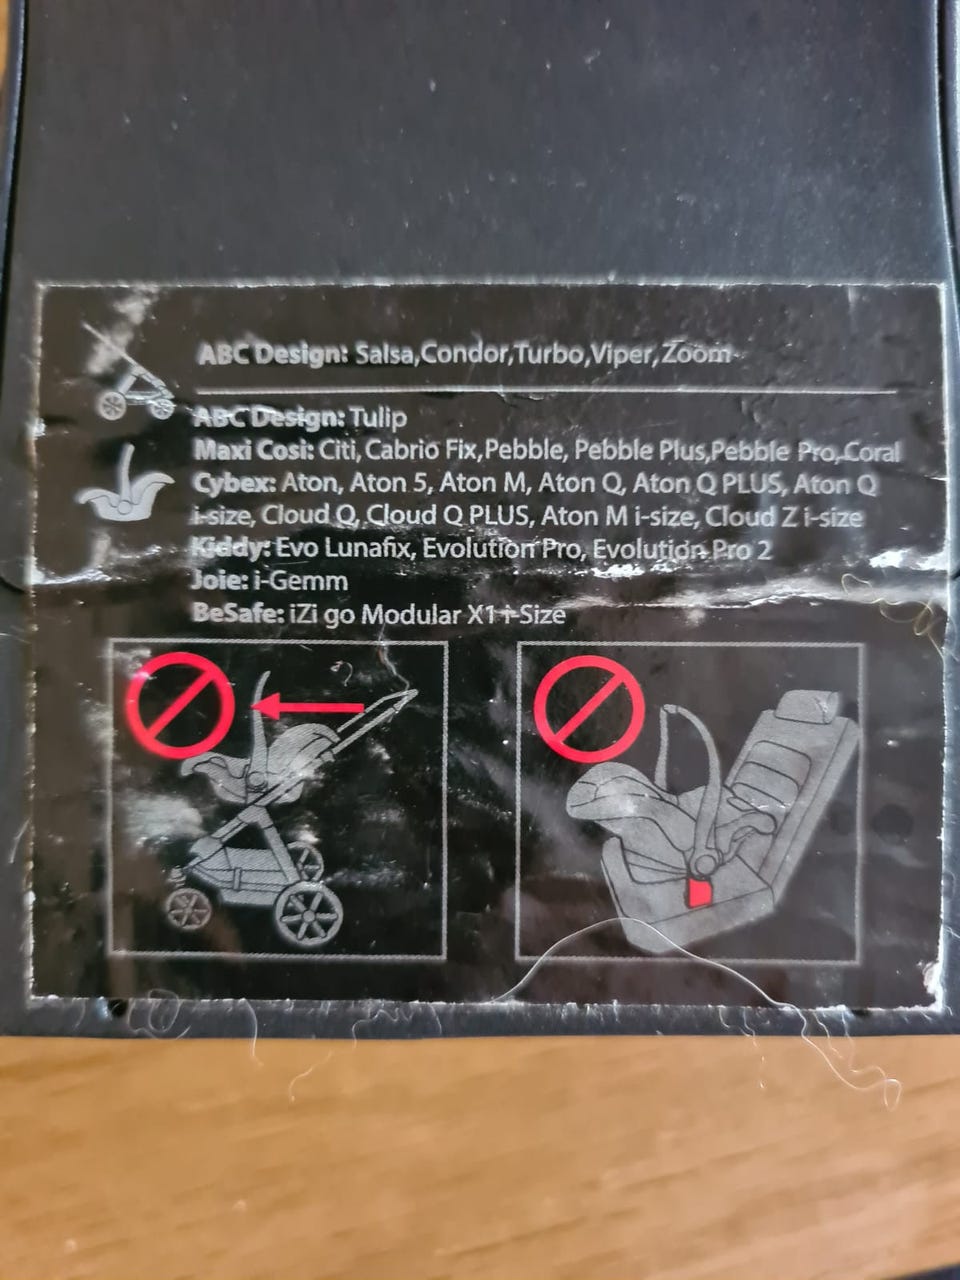 ABC Design: Salsa,Condor,Turbo,Viper,Zoom
ABC Design: Tulip
Maxi Cosi: Citi, Cabrio Fix,Pebble, Pebble Plus,Pebble Pro,Coral
Cybex: Aton, Aton 5, Aton M, Aton Q, Aton Q PLUS, Aton Q
i-size, Cloud Q, Cloud Q PLUS, Aton M i-size, Cloud Z i-size
Kiddy: Evo Lunafix, Evolution Pro, Evolution Pro 2
Joie: i-Gemm
BeSafe: iZi go Modular X1 i-Size